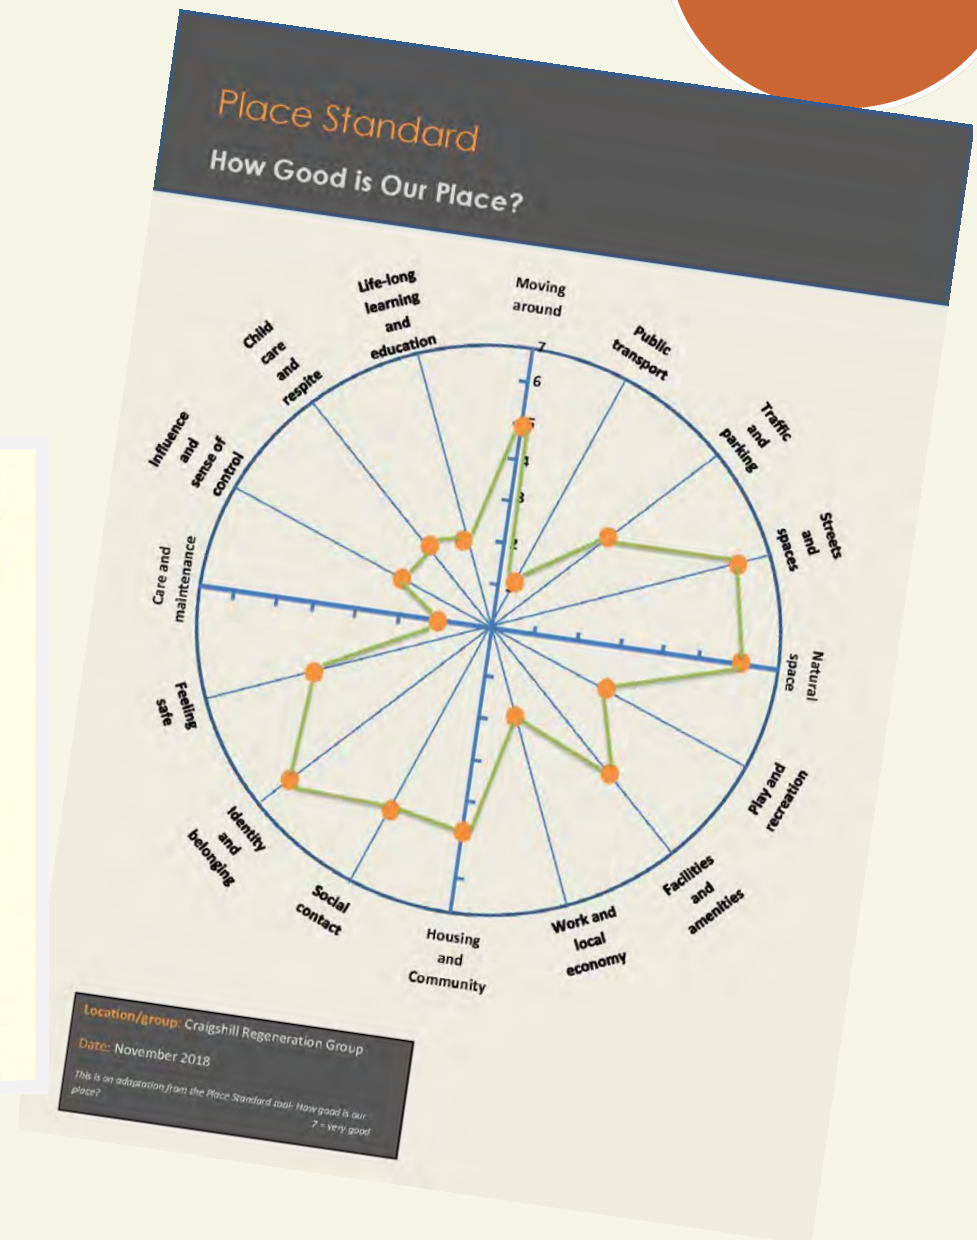 Place Standard
How Good is Our Place?
Moving
around
Public
transport
Traffic
and
parking
Streets
and
spaces
Natural
space
Play and
recreation
Facilities
and
amenities
Work and
local
economy
Housing
and
Community
Social
contact
Identity
and
belonging
Feeling
safe
Care and
maintenance
Influence
and
sense of
control
Child
care
and
respite
Life-long
learning
and
education
7
6
5
4
3
2
Location/group: Craigshill Regeneration Group
Date: November 2018
This is an adaptation from the Place Standard tool- How good is our
place?
7 = very good